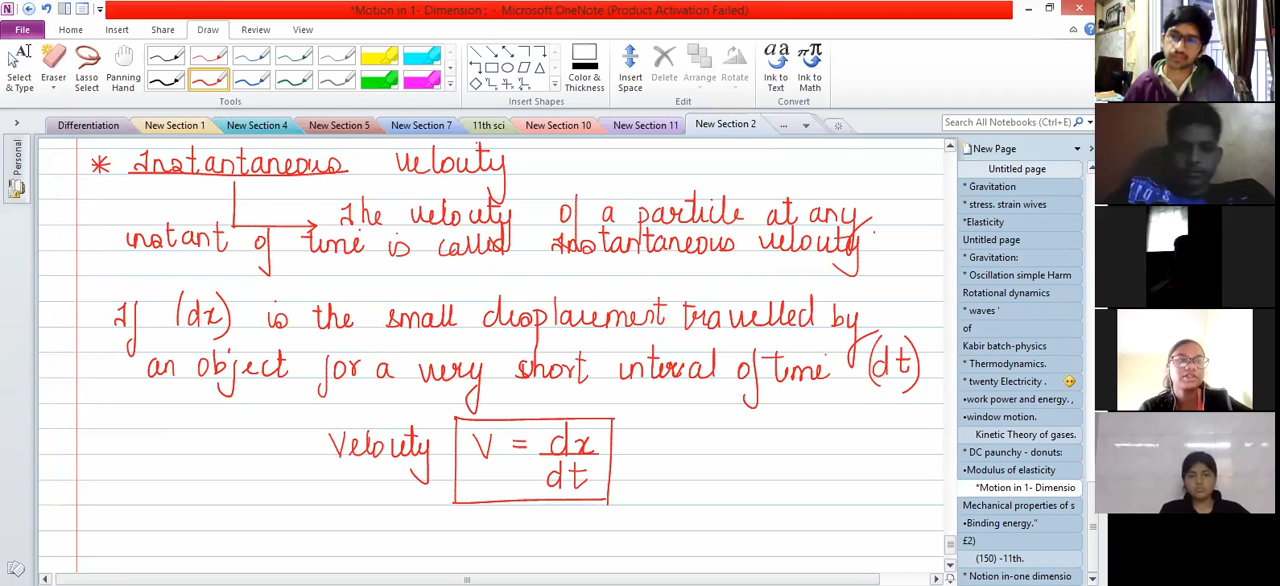 *Motion in 1- Dimension ; - Microsoft OneNote (Product Activation Failed)
File Home Insert Share Draw Review View
Select & Type
Eraser
Lasso Select
Panning Hand
Color & Thickness
Insert Space
Delete
Arrange
Rotate
Ink to Text
Ink to Math
Tools
Insert Shapes
Edit
Convert
Differentiation New Section 1 New Section 4 New Section 5 New Section 7 11th sci New Section 10 New Section 11 New Section 2 ...
Search All Notebooks (Ctrl+E)
Personal
* Instantaneous velocity
The velocity of a particle at any
instant of time is called Instantaneous velocity.
If (dx) is the small displacement travelled by
an object for a very short interval of time (dt)
Velocity V = dx
dt
New Page
Untitled page
* Gravitation
* stress. strain wives
*Elasticity
Untitled page
* Gravitation:
* Oscillation simple Harm
Rotational dynamics
* waves '
of
Kabir batch-physics
* Thermodynamics.
* twenty Electricity .
•work power and energy. ,
•window motion.
Kinetic Theory of gases.
* DC paunchy - donuts:
•Modulus of elasticity
*Motion in 1- Dimensio
Mechanical properties of s
•Binding energy."
£2)
(150) -11th.
* Notion in-one dimensio